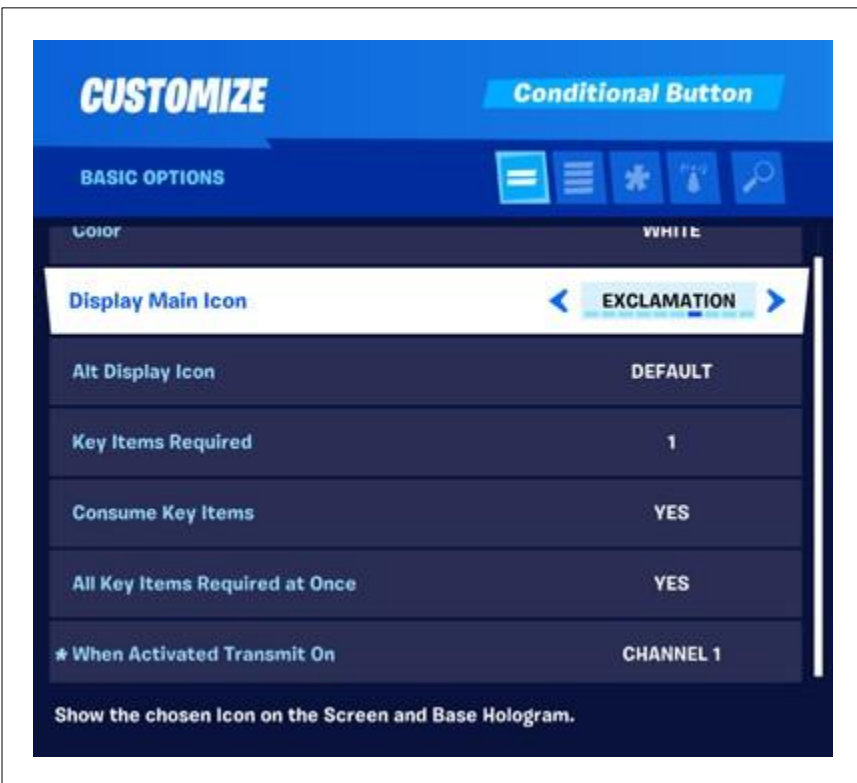 CUSTOMIZE
Conditional Button
BASIC OPTIONS
Color WHITE
Display Main Icon EXCLAMATION
Alt Display Icon DEFAULT
Key Items Required 1
Consume Key Items YES
All Key Items Required at Once YES
* When Activated Transmit On CHANNEL 1
Show the chosen Icon on the Screen and Base Hologram.